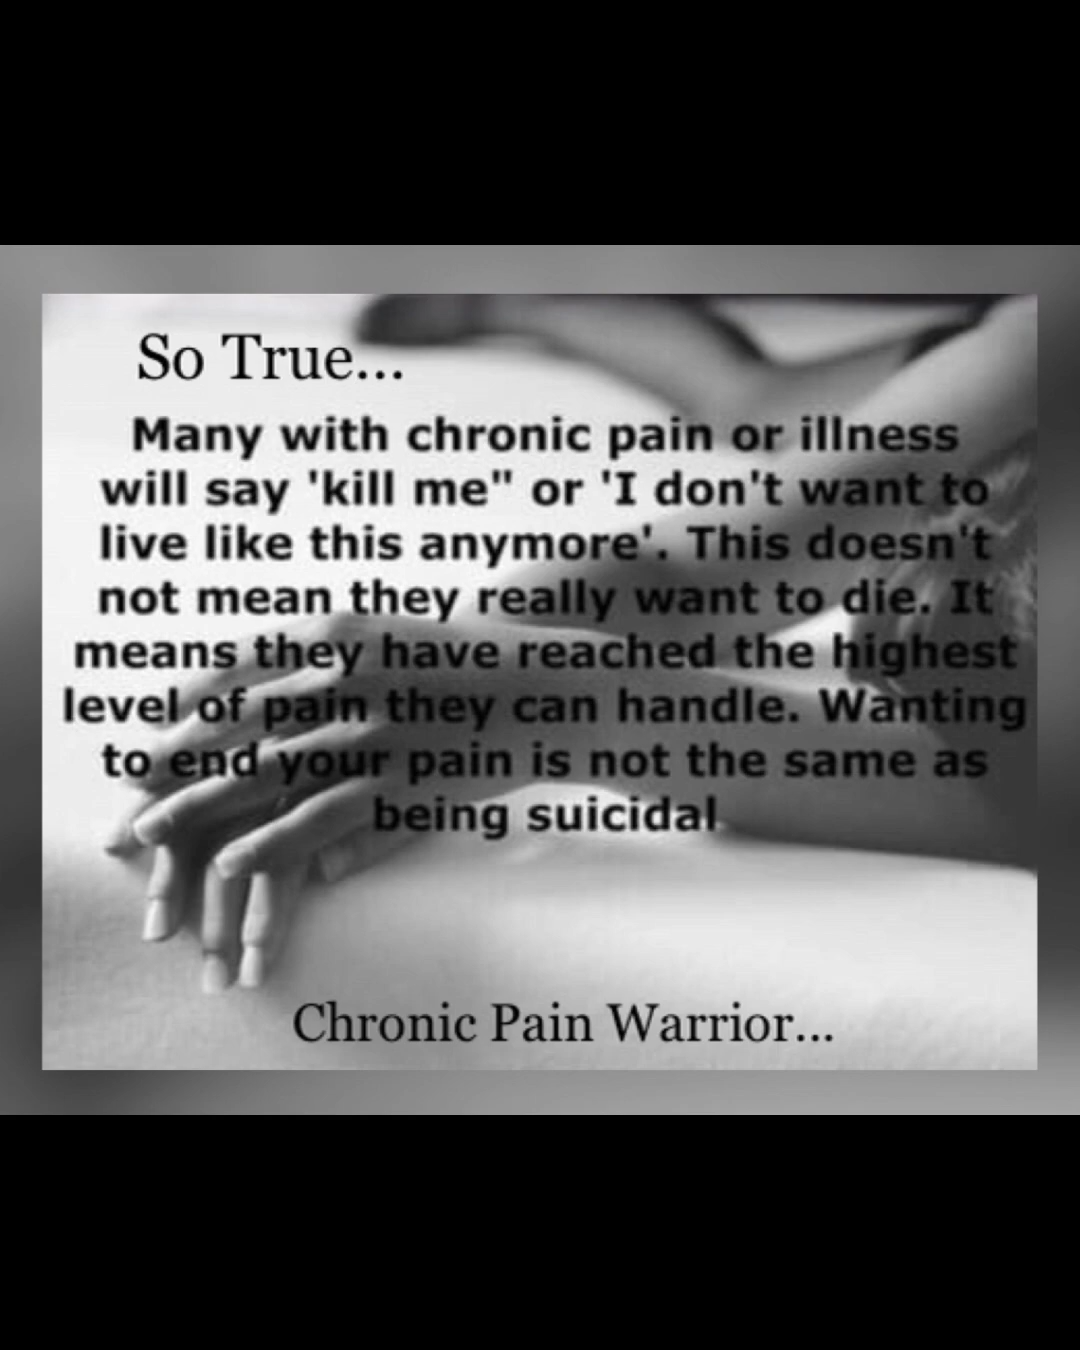 So True...
Many with chronic pain or illness
will say 'kill me" or 'I don't want to
live like this anymore'. This doesn't
not mean they really want to die. It
means they have reached the highest
level of pain they can handle. Wanting
to end your pain is not the same as
being suicidal
Chronic Pain Warrior...